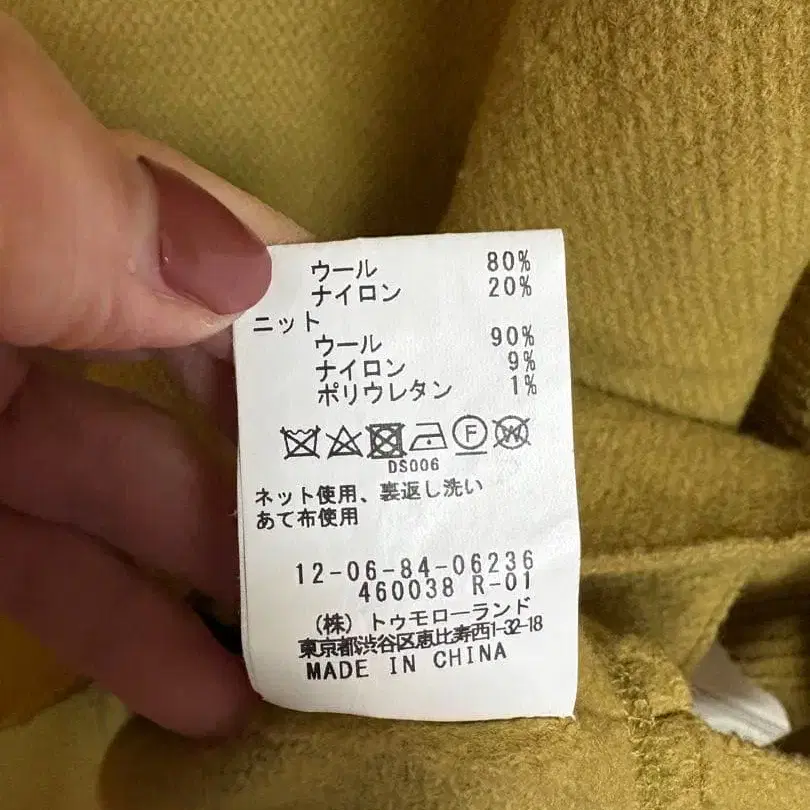 ウール 80%
ナイロン 20%
ニット
ウール 90%
ナイロン 9%
ポリウレタン 1%
F W
DS006
ネット使用、裏返し洗い
あて布使用
12-06-84-06236
460038 R-01
(株) トゥモローランド
東京都渋谷区恵比寿西1-32-18
MADE IN CHINA